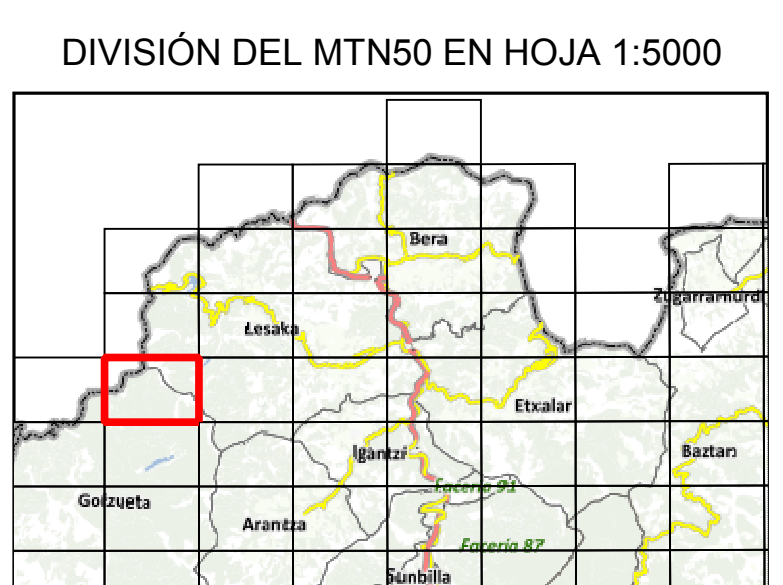 DIVISIÓN DEL MTN50 EN HOJA 1:5000
Bera
Zugarramurdi
Lesaka
Etxalar
Igantzi
Baztan
Facería 91
Goizueta
Arantza
Facería 87
Sunbilla